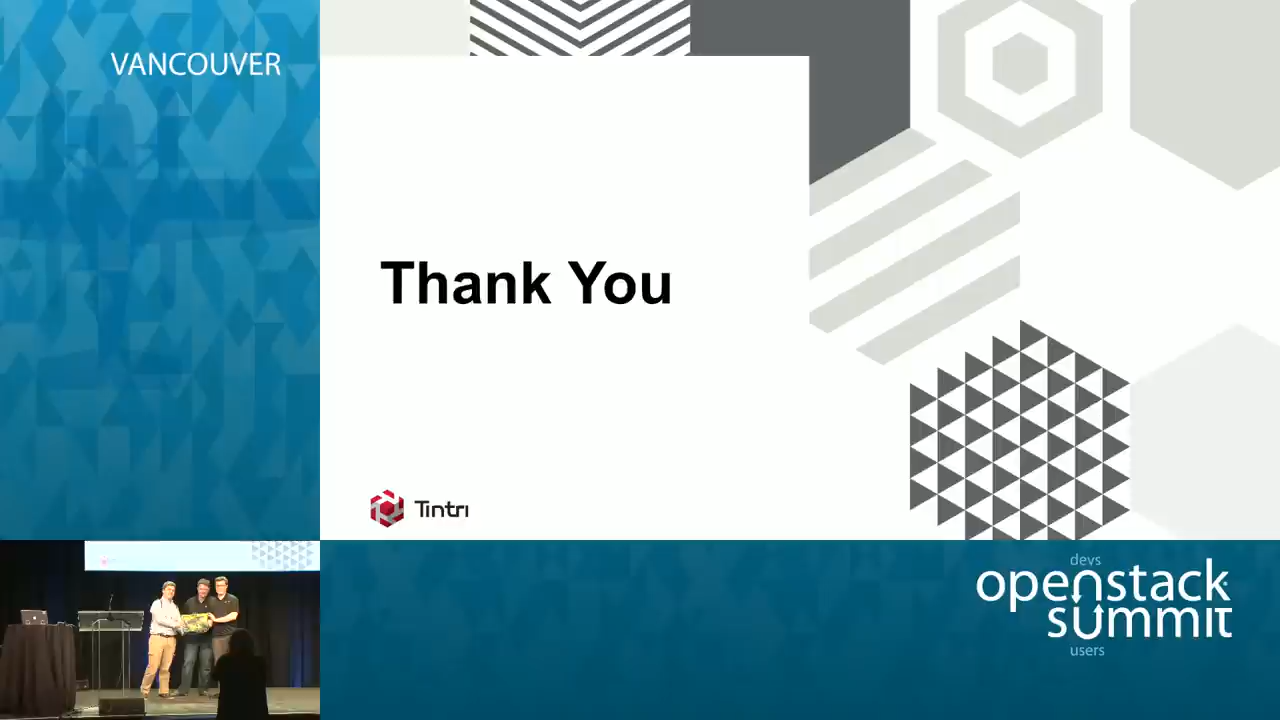 VANCOUVER
Thank You
Tintri
devs
openstack
summit
users